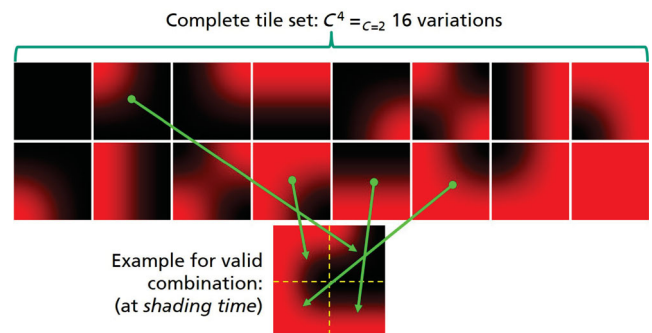 Complete tile set: C⁴ =C=2 16 variations
Example for valid
combination:
(at shading time)